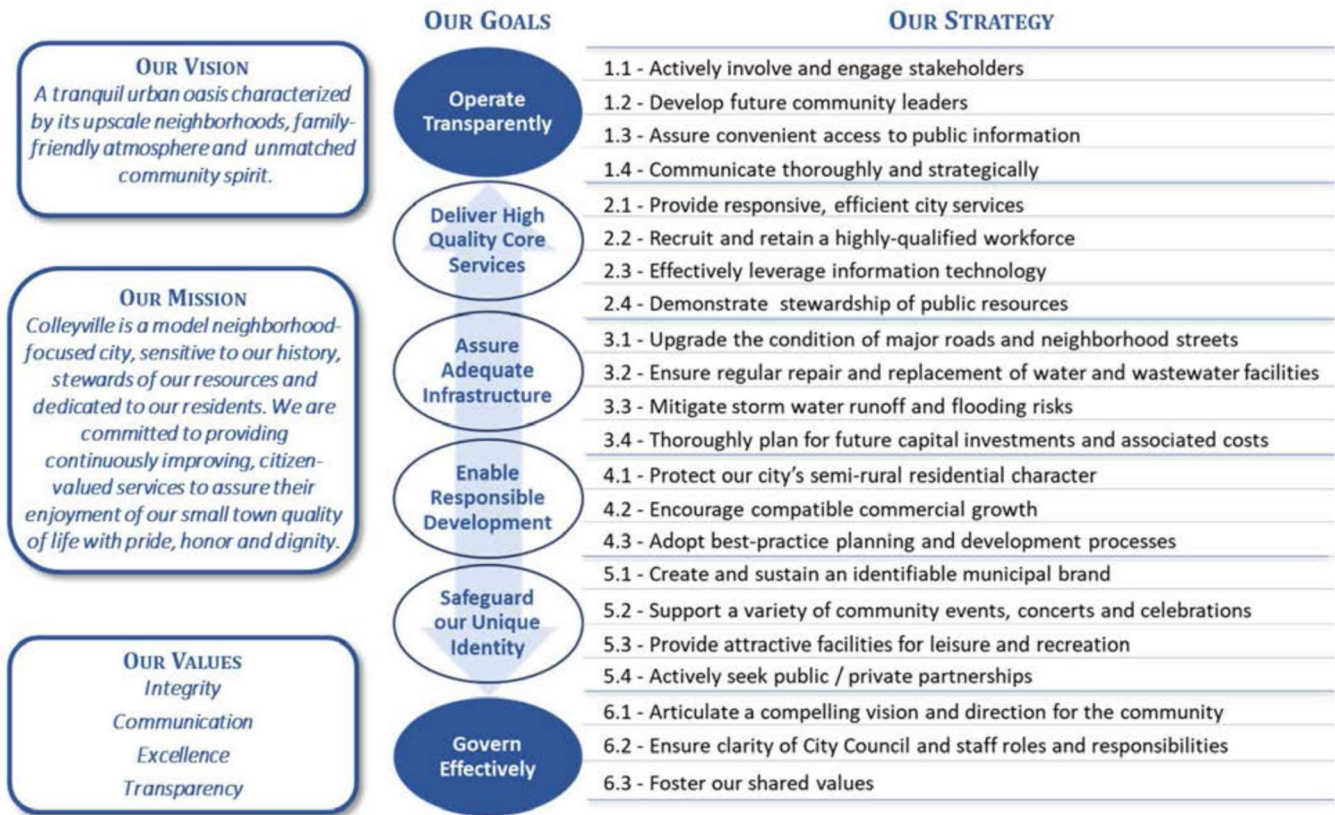 OUR VISION
A tranquil urban oasis characterized
by its upscale neighborhoods, family-
friendly atmosphere and unmatched
community spirit.
OUR MISSION
Colleyville is a model neighborhood-
focused city, sensitive to our history,
stewards of our resources and
dedicated to our residents. We are
committed to providing
continuously improving, citizen-
valued services to assure their
enjoyment of our small town quality
of life with pride, honor and dignity.
OUR VALUES
Integrity
Communication
Excellence
Transparency
OUR GOALS
Operate
Transparently
Deliver High
Quality Core
Services
Assure
Adequate
Infrastructure
Enable
Responsible
Development
Safeguard
our Unique
Identity
Govern
Effectively
OUR STRATEGY
1.1 - Actively involve and engage stakeholders
1.2 - Develop future community leaders
1.3 - Assure convenient access to public information
1.4 - Communicate thoroughly and strategically
2.1 - Provide responsive, efficient city services
2.2 - Recruit and retain a highly-qualified workforce
2.3 - Effectively leverage information technology
2.4 - Demonstrate stewardship of public resources
3.1 - Upgrade the condition of major roads and neighborhood streets
3.2 - Ensure regular repair and replacement of water and wastewater facilities
3.3 - Mitigate storm water runoff and flooding risks
3.4 - Thoroughly plan for future capital investments and associated costs
4.1 - Protect our city's semi-rural residential character
4.2 - Encourage compatible commercial growth
4.3 - Adopt best-practice planning and development processes
5.1 - Create and sustain an identifiable municipal brand
5.2 - Support a variety of community events, concerts and celebrations
5.3 - Provide attractive facilities for leisure and recreation
5.4 - Actively seek public / private partnerships
6.1 - Articulate a compelling vision and direction for the community
6.2 - Ensure clarity of City Council and staff roles and responsibilities
6.3 - Foster our shared values